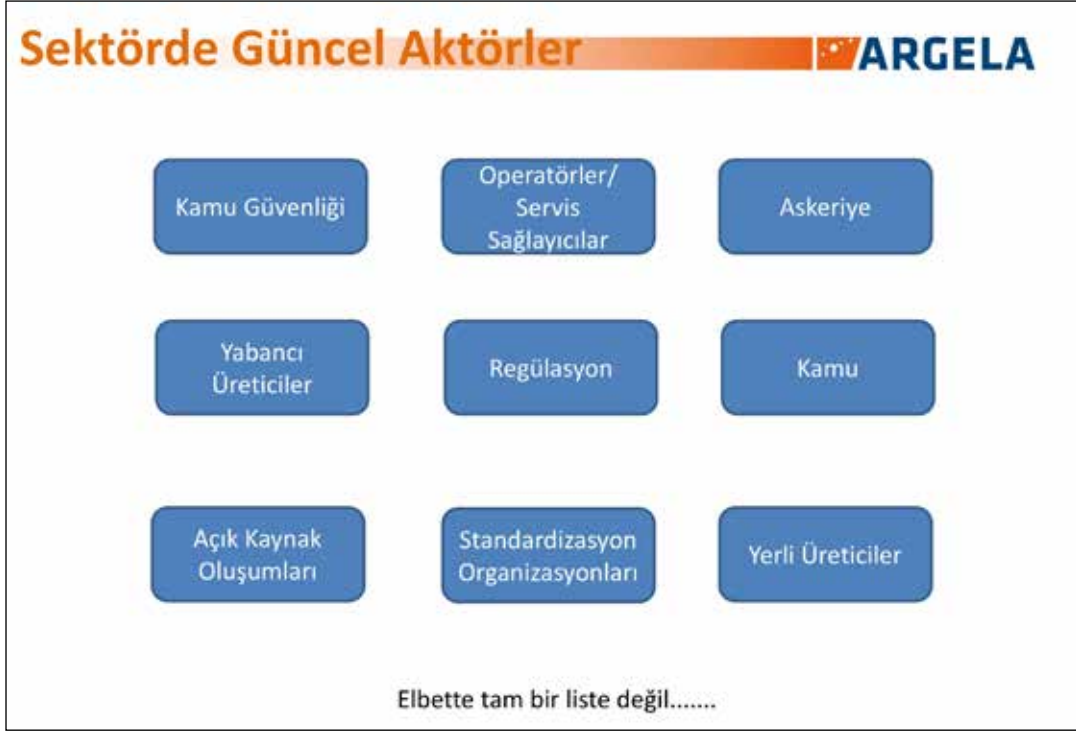 Sektörde Güncel Aktörler
ARGELA
Kamu Güvenliği
Operatörler/
Servis
Sağlayıcılar
Askeriye
Yabancı
Üreticiler
Regülasyon
Kamu
Açık Kaynak
Oluşumları
Standardizasyon
Organizasyonları
Yerli Üreticiler
Elbette tam bir liste değil.......